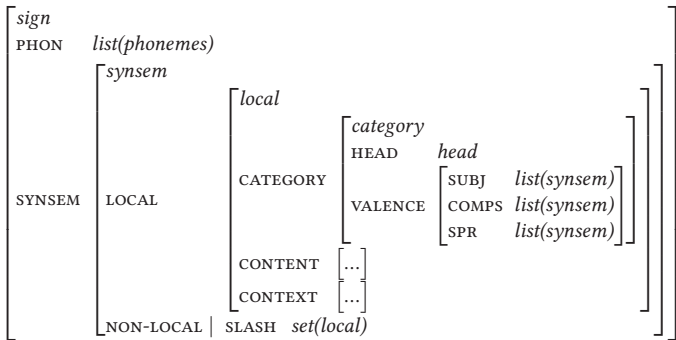 sign
PHON list(phonemes)
synsem
local
category
HEAD head
CATEGORY
SUBJ list(synsem)
SYNSEM LOCAL VALENCE COMPS list(synsem)
SPR list(synsem)
CONTENT [...]
CONTEXT [...]
NON-LOCAL | SLASH set(local)